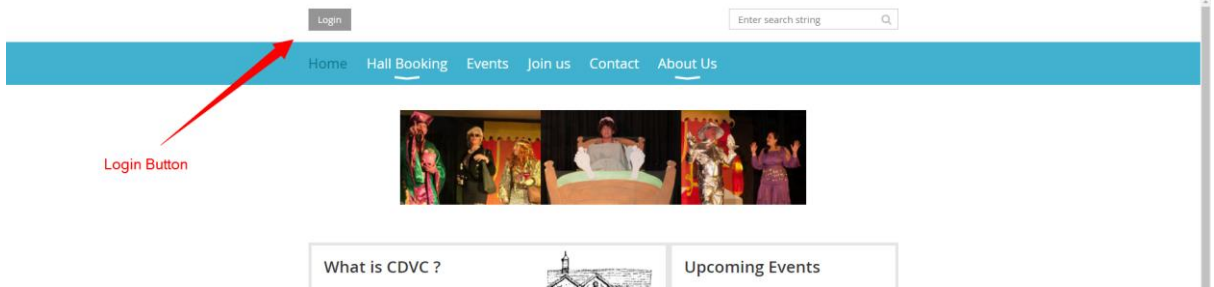 Login
Enter search string
Home Hall Booking Events Join us Contact About Us
Login Button
What is CDVC ?
Upcoming Events